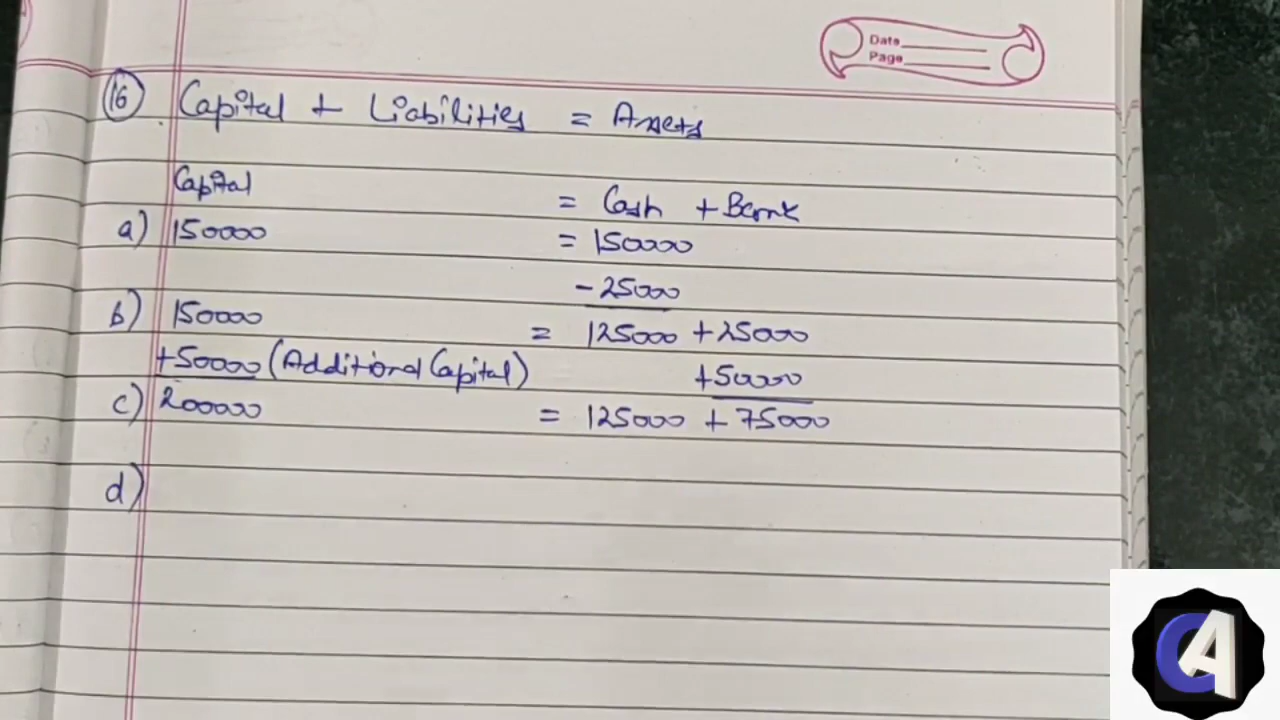 Date
Page
16 Capital + Liabilities = Assets
Capital = Cash + Bank
a) 150000 = 150000
- 25000
b) 150000 = 125000 + 25000
+50000 (Additional Capital) +50000
c) 200000 = 125000 + 75000
d)
CA